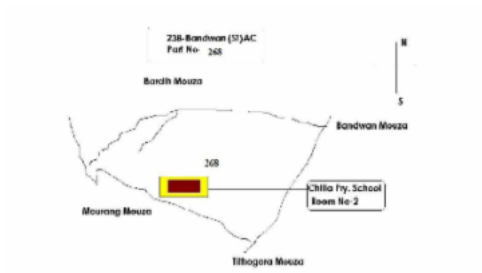 238-Bandwan (ST)AC
Part No- 268
Bardih Mouza
N
S
Bandwan Mouza
268
Chilla Pry. School
Room No-2
Mourang Mouza
Tilhogora Mouza